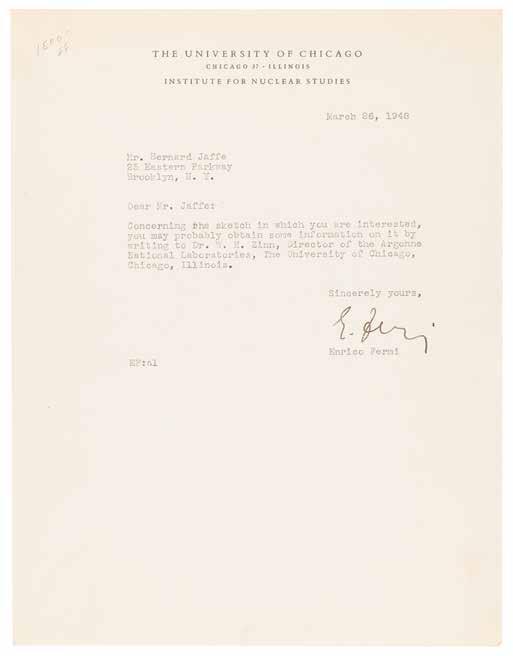 THE UNIVERSITY OF CHICAGO
CHICAGO 37 · ILLINOIS
INSTITUTE FOR NUCLEAR STUDIES
March 26, 1948
Mr. Bernard Jaffe
25 Eastern Parkway
Brooklyn, N. Y.
Dear Mr. Jaffe:
Concerning the sketch in which you are interested,
you may probably obtain some information on it by
writing to Dr. W. H. Zinn, Director of the Argonne
National Laboratories, The University of Chicago,
Chicago, Illinois.
Sincerely yours,
E. Fermi
Enrico Fermi
EF:al